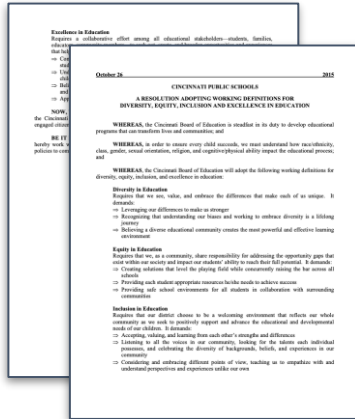 Excellence in Education
Requires a collaborative effort among all educational stakeholders—students, families,
October 26 2015
CINCINNATI PUBLIC SCHOOLS
A RESOLUTION ADOPTING WORKING DEFINITIONS FOR
DIVERSITY, EQUITY, INCLUSION AND EXCELLENCE IN EDUCATION
WHEREAS, the Cincinnati Board of Education is steadfast in its duty to develop educational
programs that can transform lives and communities; and
WHEREAS, in order to ensure every child succeeds, we must understand how race/ethnicity,
class, gender, sexual orientation, religion, and cognitive/physical ability impact the educational process;
and
WHEREAS, the Cincinnati Board of Education will adopt the following working definitions for
diversity, equity, inclusion, and excellence in education:
Diversity in Education
Requires that we see, value, and embrace the differences that make each of us unique. It
demands:
⇒ Leveraging our differences to make us stronger
⇒ Recognizing that understanding our biases and working to embrace diversity is a lifelong
journey
⇒ Believing a diverse educational community creates the most powerful and effective learning
environment
Equity in Education
Requires that we, as a community, share responsibility for addressing the opportunity gaps that
exist within our society and impact our students' ability to reach their full potential. It demands:
⇒ Creating solutions that level the playing field while concurrently raising the bar across all
schools
⇒ Providing each student appropriate resources he/she needs to achieve success
⇒ Providing safe school environments for all students in collaboration with surrounding
communities
Inclusion in Education
Requires that our district choose to be a welcoming environment that reflects our whole
community as we seek to positively support and advance the educational and developmental
needs of our children. It demands:
⇒ Accepting, valuing, and learning from each other's strengths and differences
⇒ Listening to all the voices in our community, looking for the talents each individual
possesses, and celebrating the diversity of backgrounds, beliefs, and experiences in our
community
⇒ Considering and embracing different points of view, teaching us to empathize with and
understand perspectives and experiences unlike our own
NOW,
the Cincinnati
engaged citizens
BE IT
hereby work
policies to